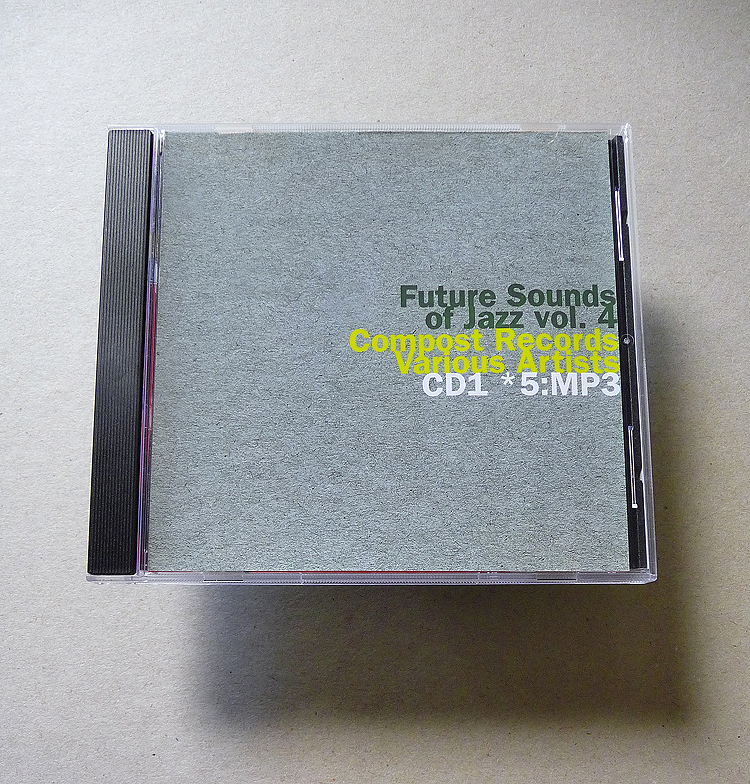 Future Sounds
of Jazz vol. 4
Compost Records
Various Artists
CD1 *5:MP3